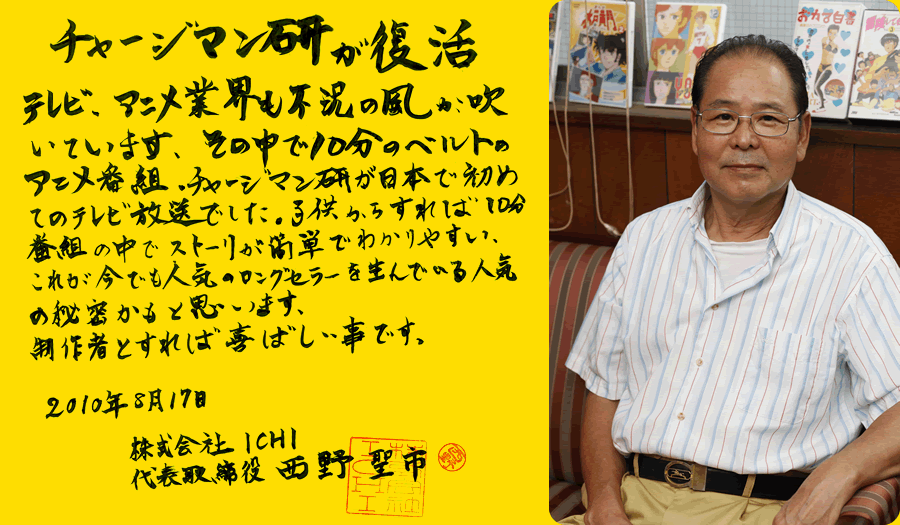 チャージマン研が復活
テレビ、アニメ業界も不況の風が吹
いています、その中で10分のベルトの
アニメ番組、チャージマン研が日本で初め
てのテレビ放送でした。子供からすれば10分
番組の中でストーリが簡単でわかりやすい、
これが今でも人気のロングセラーを生んでいる人気
の秘密かもと思います、
制作者とすれば喜ばしい事です。
2010年8月17日
株式会社 ICHI
代表取締役 西野聖市
おかず白書